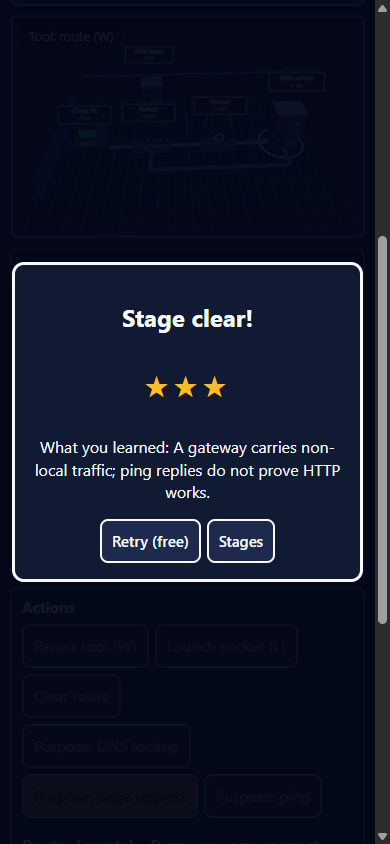 Tool: route (W)
Stage clear!
What you learned: A gateway carries non-
local traffic; ping replies do not prove HTTP
works.
Retry (free)
Stages
Actions
Repair tool (W)
Launch packet (L)
Clear route
Purpose: DNS lookup
Purpose: page request
Purpose: ping